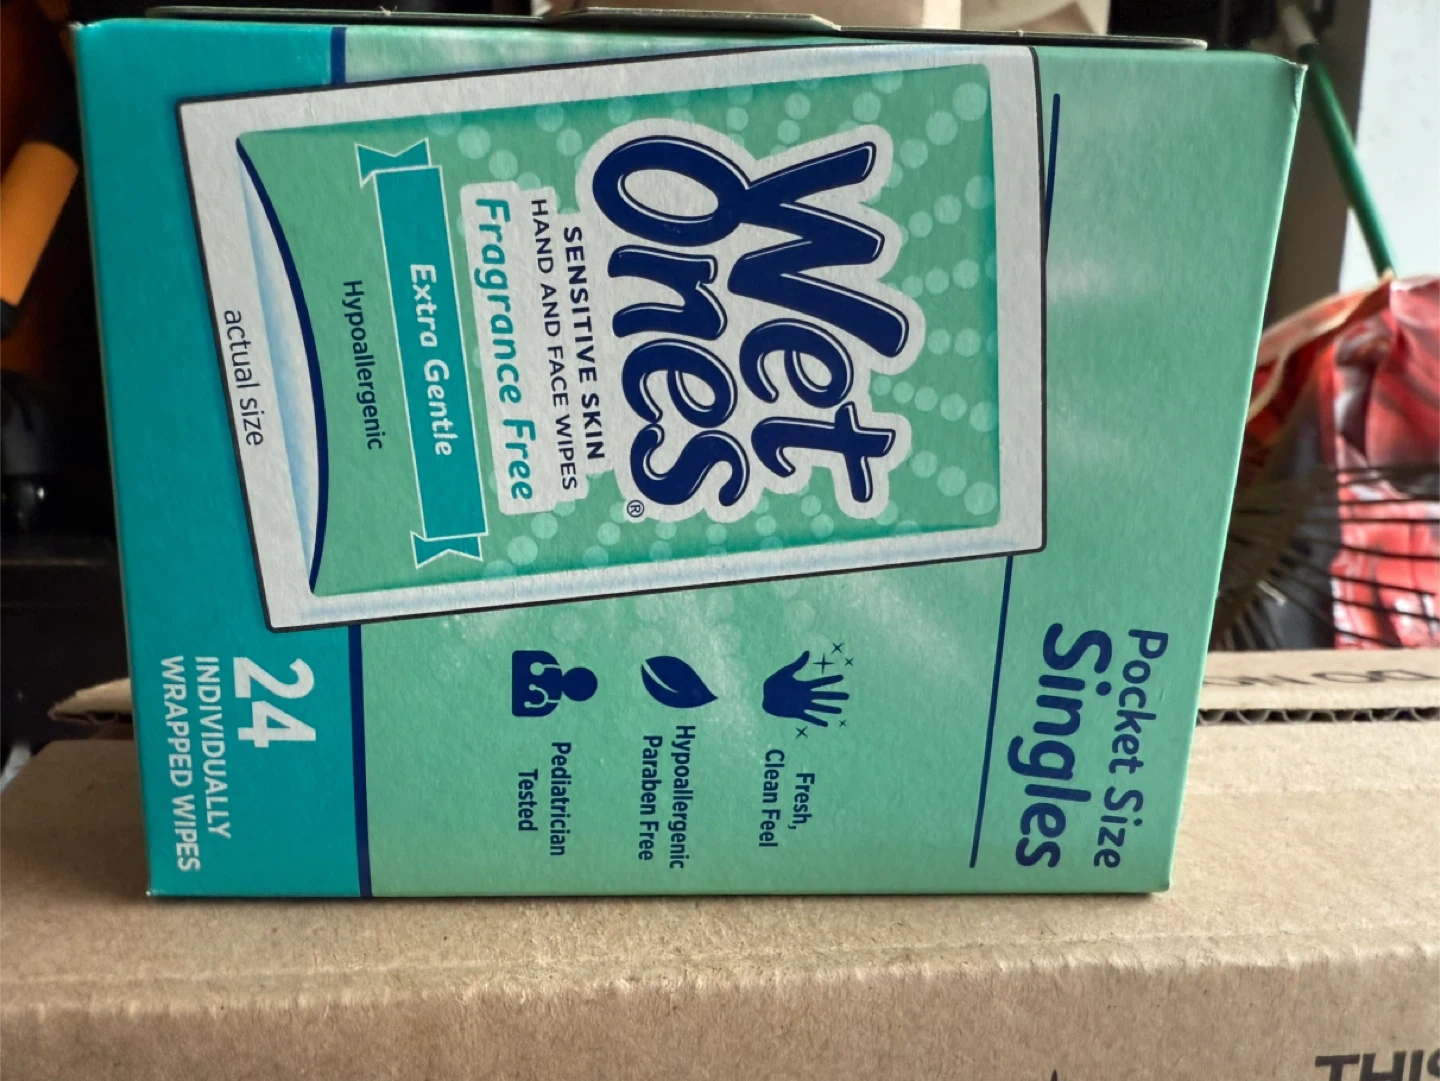 Pocket Size
Singles
Wet
Ones®
SENSITIVE SKIN
HAND AND FACE WIPES
Fragrance Free
Extra Gentle
Hypoallergenic
actual size
Fresh,
Clean Feel
Hypoallergenic
Paraben Free
Pediatrician
Tested
24
INDIVIDUALLY
WRAPPED WIPES